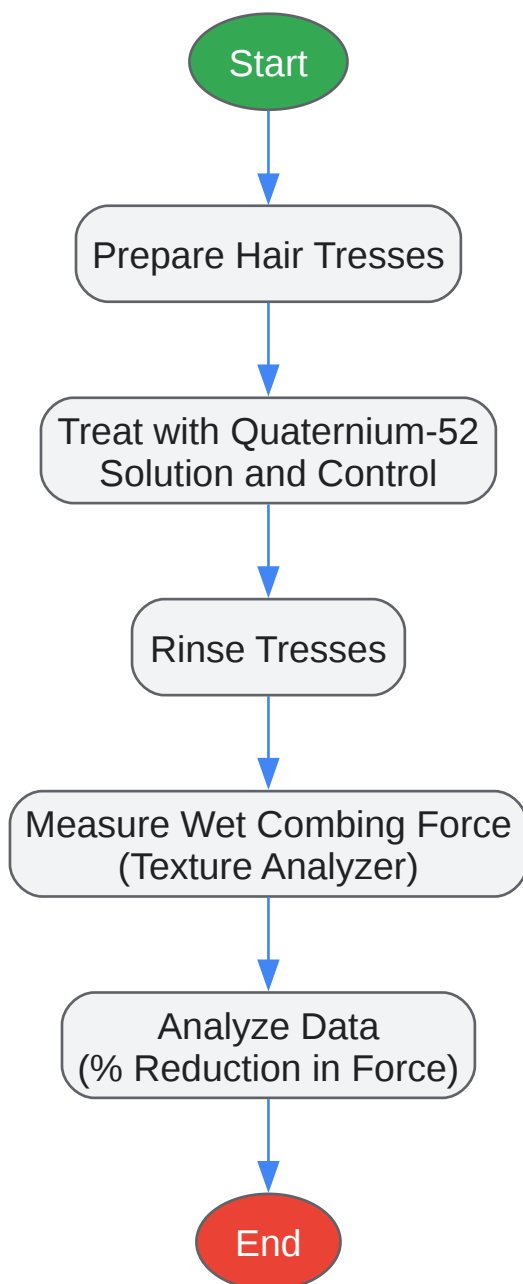 Start
Prepare Hair Tresses
Treat with Quaternium-52
Solution and Control
Rinse Tresses
Measure Wet Combing Force
(Texture Analyzer)
Analyze Data
(% Reduction in Force)
End